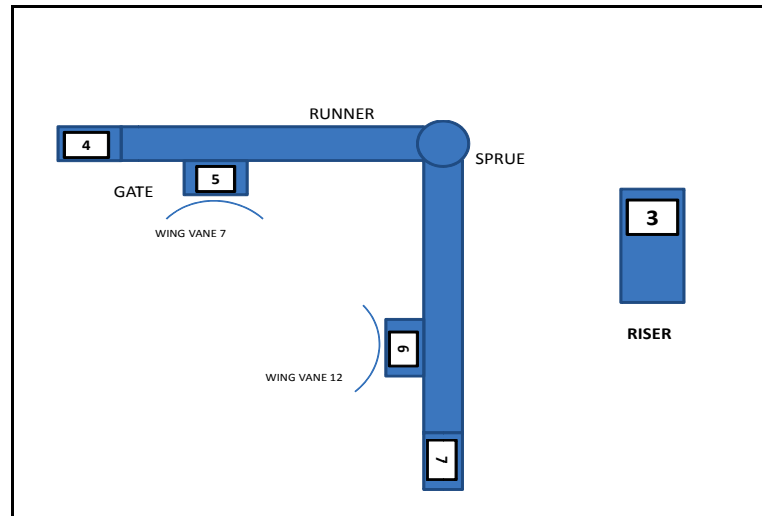 RUNNER
4
SPRUE
5
GATE
3
WING VANE 7
RISER
6
WING VANE 12
7